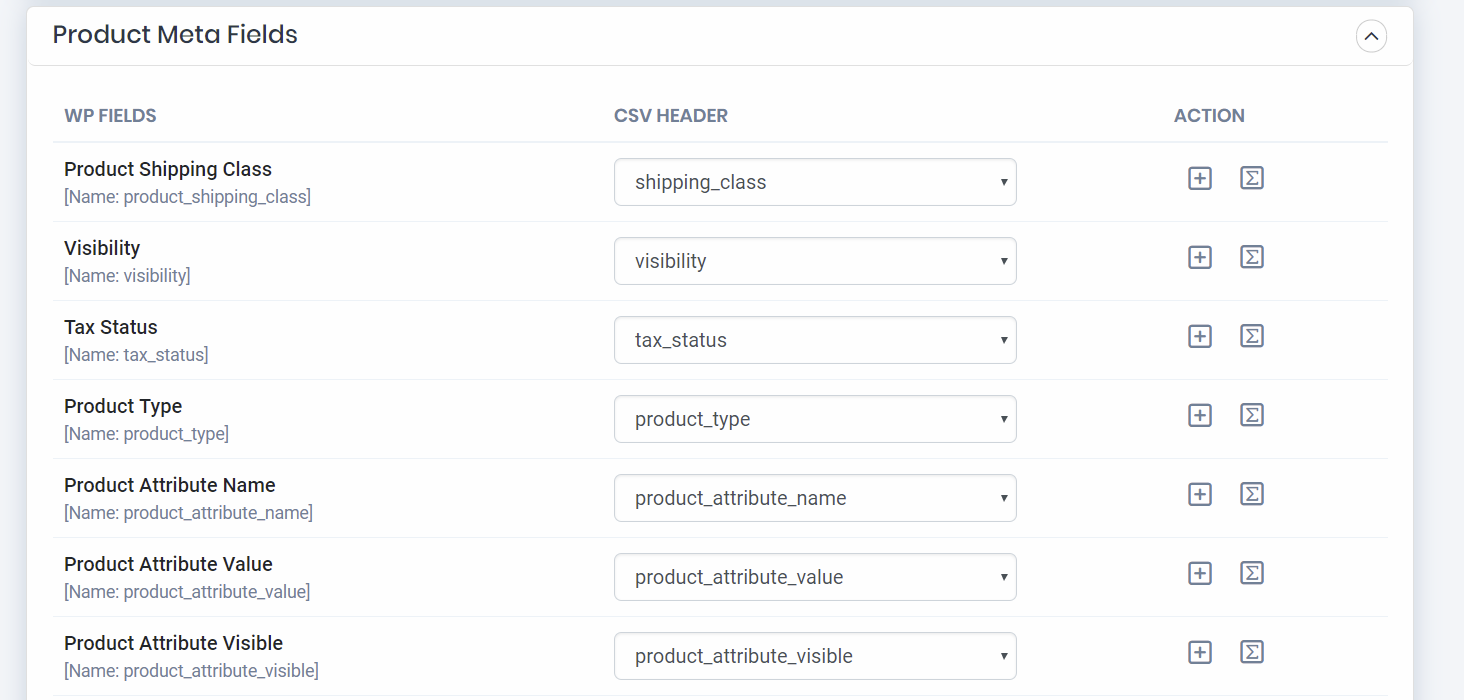 Product Meta Fields
WP FIELDS CSV HEADER ACTION
Product Shipping Class
[Name: product_shipping_class]
shipping_class
Visibility
[Name: visibility]
visibility
Tax Status
[Name: tax_status]
tax_status
Product Type
[Name: product_type]
product_type
Product Attribute Name
[Name: product_attribute_name]
product_attribute_name
Product Attribute Value
[Name: product_attribute_value]
product_attribute_value
Product Attribute Visible
[Name: product_attribute_visible]
product_attribute_visible